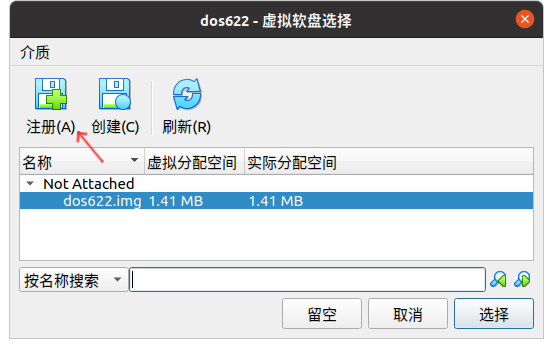 dos622 - 虚拟软盘选择
介质
注册(A) 创建(C) 刷新(R)
名称 虚拟分配空间 实际分配空间
Not Attached
dos622.img 1.41 MB 1.41 MB
按名称搜索
留空 取消 选择